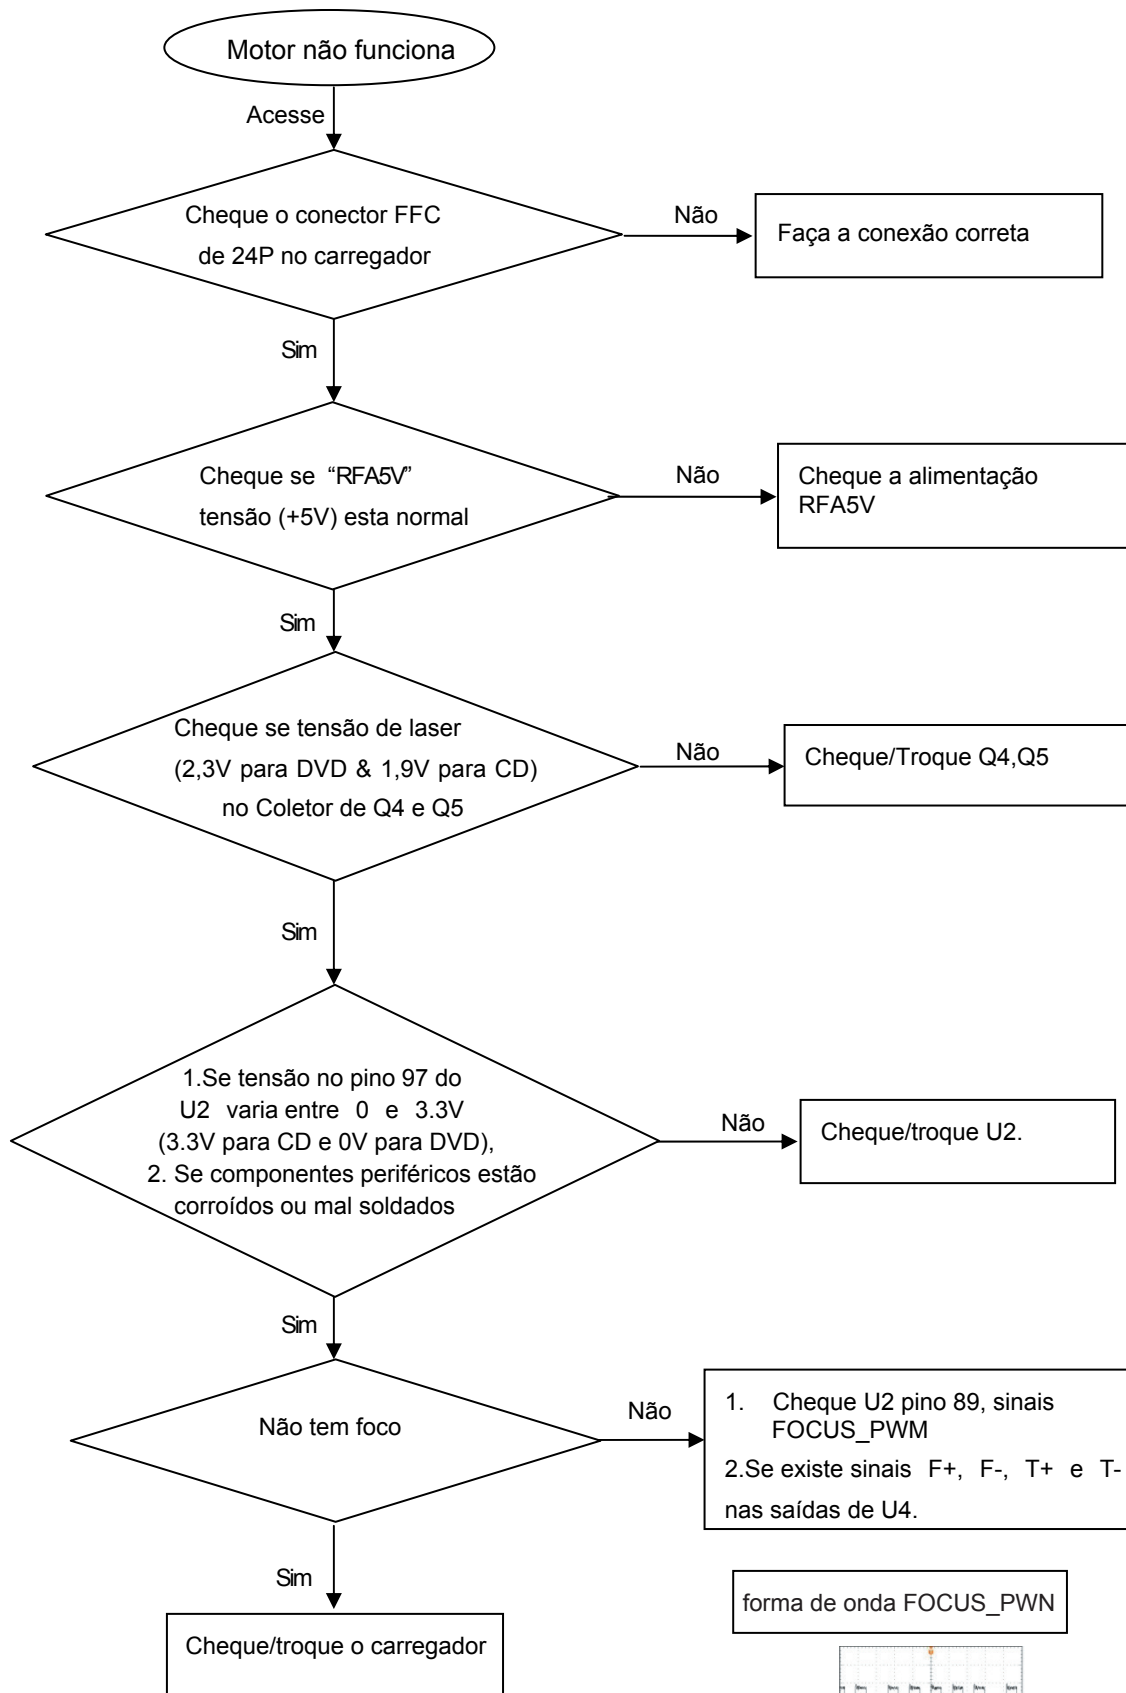 Motor não funciona
Acesse
Cheque o conector FFC
de 24P no carregador
Não
Faça a conexão correta
Sim
Cheque se “RFA5V”
tensão (+5V) esta normal
Não
Cheque a alimentação
RFA5V
Sim
Cheque se tensão de laser
(2,3V para DVD & 1,9V para CD)
no Coletor de Q4 e Q5
Não
Cheque/Troque Q4,Q5
Sim
1.Se tensão no pino 97 do
U2 varia entre 0 e 3.3V
(3.3V para CD e 0V para DVD),
2. Se componentes periféricos estão
corroídos ou mal soldados
Não
Cheque/troque U2.
Sim
Não tem foco
Não
1. Cheque U2 pino 89, sinais
FOCUS_PWM
2.Se existe sinais F+, F-, T+ e T-
nas saídas de U4.
Sim
Cheque/troque o carregador
forma de onda FOCUS_PWN